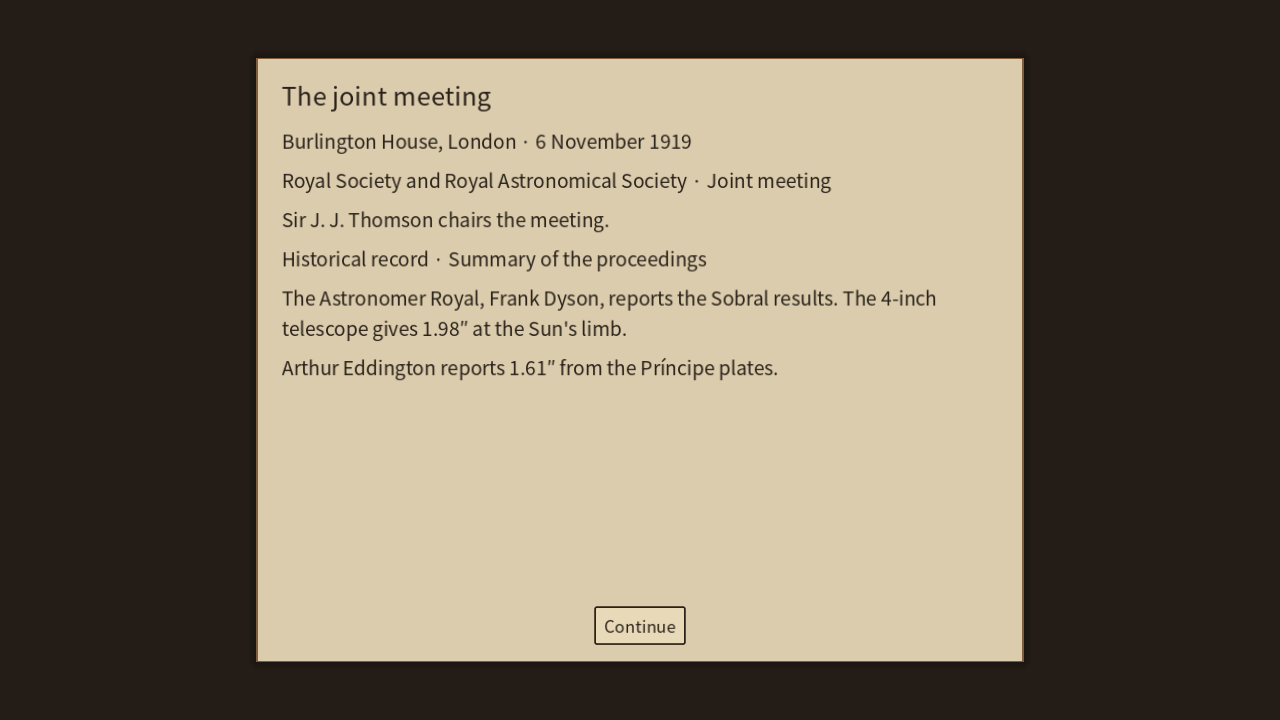 The joint meeting
Burlington House, London · 6 November 1919
Royal Society and Royal Astronomical Society · Joint meeting
Sir J. J. Thomson chairs the meeting.
Historical record · Summary of the proceedings
The Astronomer Royal, Frank Dyson, reports the Sobral results. The 4-inch
telescope gives 1.98″ at the Sun's limb.
Arthur Eddington reports 1.61″ from the Príncipe plates.
Continue